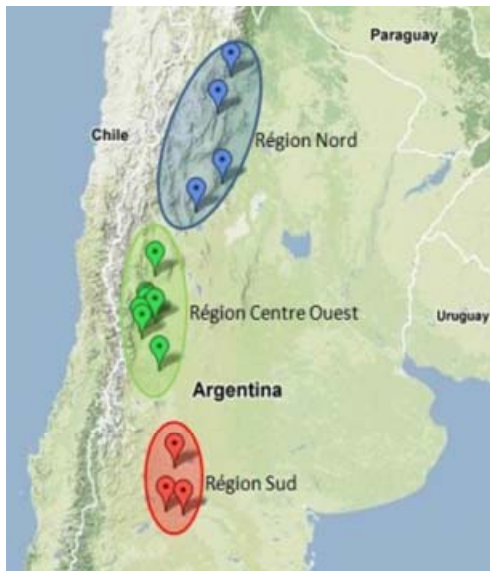 Paraguay
Chile
Région Nord
Région Centre Ouest
Uruguay
Argentina
Région Sud